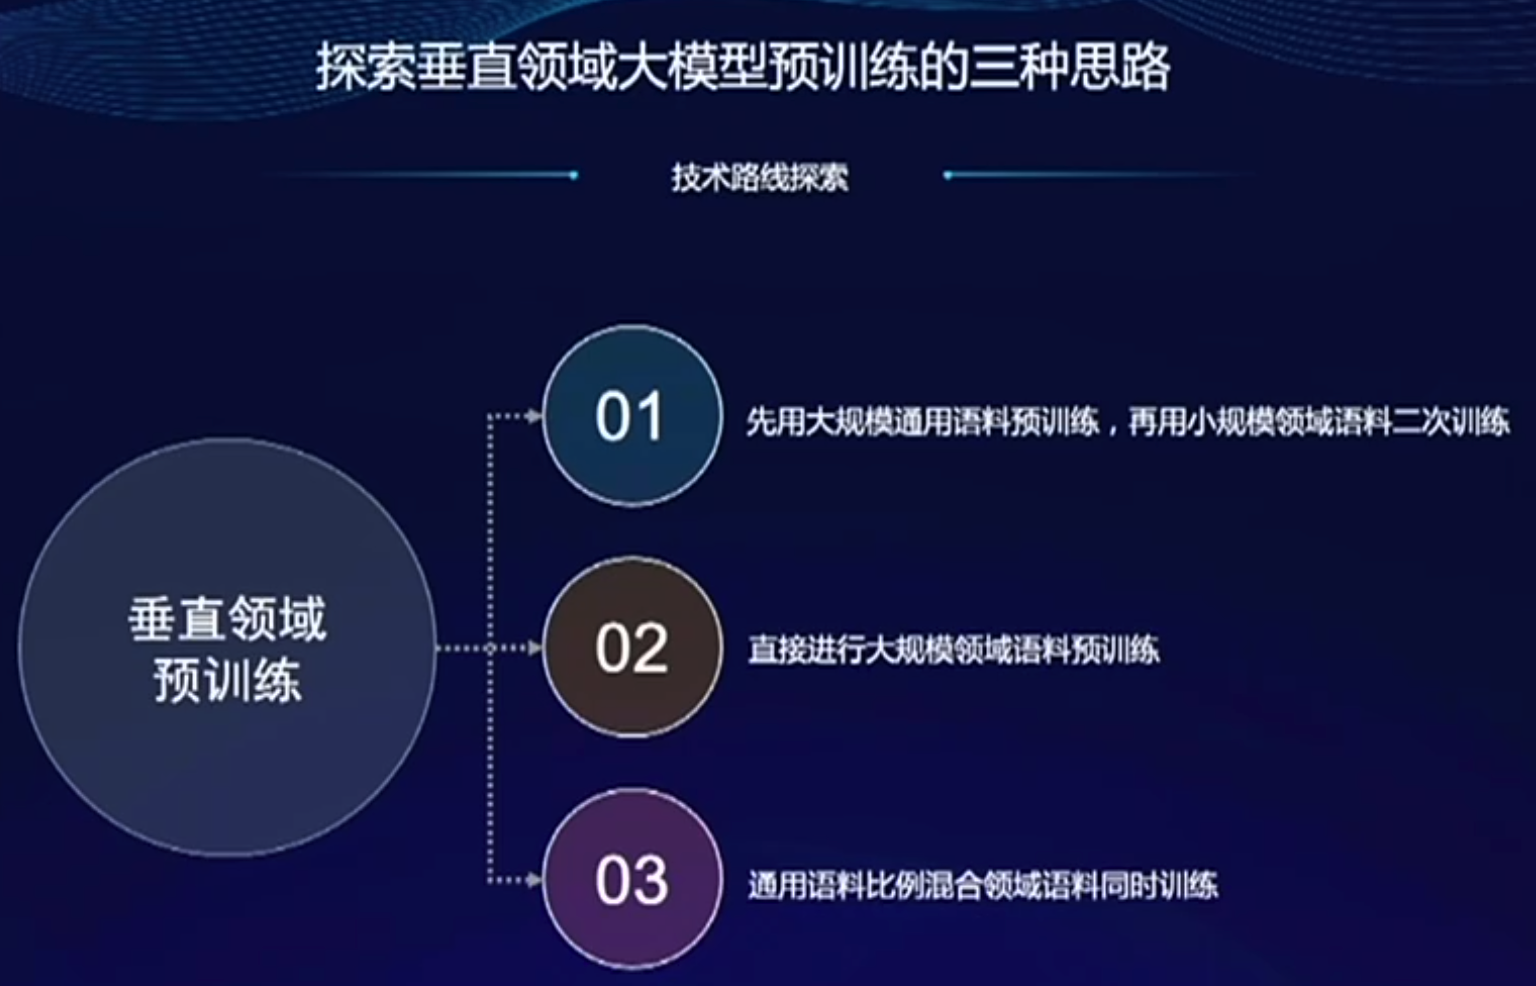 探索垂直领域大模型预训练的三种思路
技术路线探索
01
先用大规模通用语料预训练，再用小规模领域语料二次训练
垂直领域
预训练
02
直接进行大规模领域语料预训练
03
通用语料比例混合领域语料同时训练